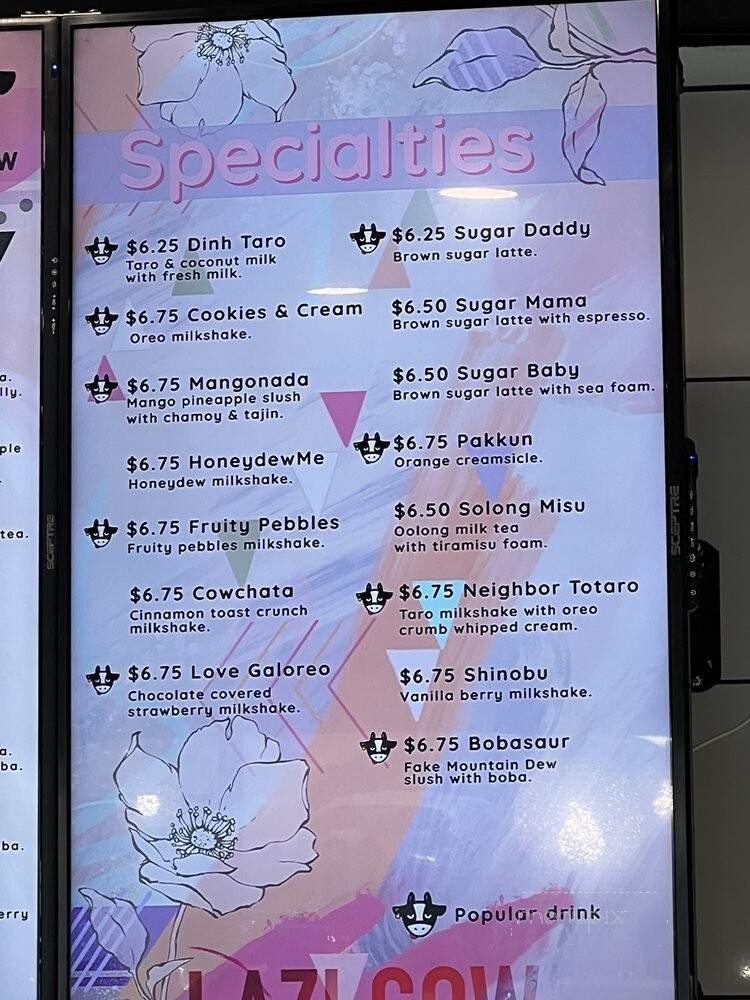 Specialties
$6.25 Dinh Taro
Taro & coconut milk
with fresh milk.
$6.75 Cookies & Cream
Oreo milkshake.
$6.75 Mangonada
Mango pineapple slush
with chamoy & tajin.
$6.75 HoneydewMe
Honeydew milkshake.
$6.75 Fruity Pebbles
Fruity pebbles milkshake.
$6.75 Cowchata
Cinnamon toast crunch
milkshake.
$6.75 Love Galoreo
Chocolate covered
strawberry milkshake.
$6.25 Sugar Daddy
Brown sugar latte.
$6.50 Sugar Mama
Brown sugar latte with espresso.
$6.50 Sugar Baby
Brown sugar latte with sea foam.
$6.75 Pakkun
Orange creamsicle.
$6.50 Solong Misu
Oolong milk tea
with tiramisu foam.
$6.75 Neighbor Totaro
Taro milkshake with oreo
crumb whipped cream.
$6.75 Shinobu
Vanilla berry milkshake.
$6.75 Bobasaur
Fake Mountain Dew
slush with boba.
Popular drink
LAZI COW
SCEPTRE
SCEPTRE
tea.